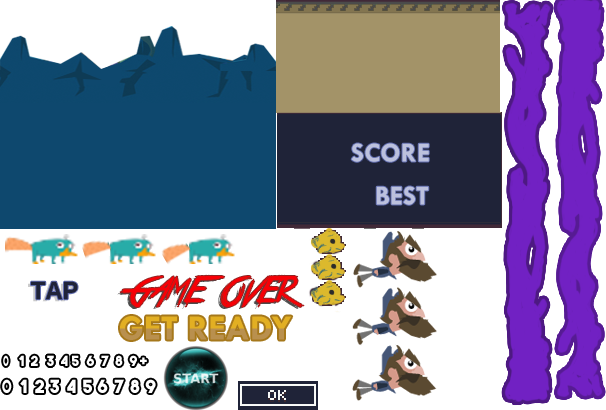 SCORE
BEST
TAP
GAME OVER
GET READY
0 1 2 3 4 5 6 7 8 9+
0 1 2 3 4 5 6 7 8 9
START
OK